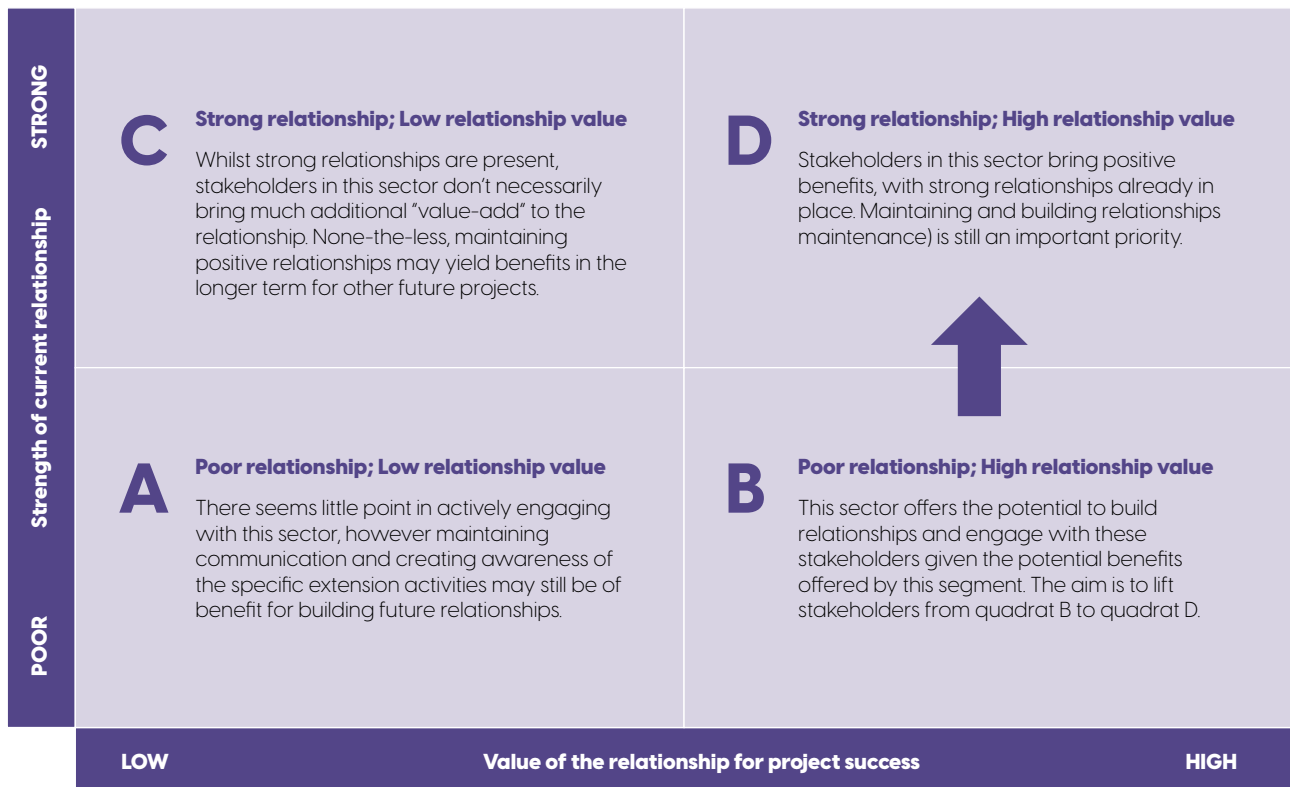 STRONG
Strength of current relationship
POOR
C
Strong relationship; Low relationship value
Whilst strong relationships are present,
stakeholders in this sector don’t necessarily
bring much additional “value-add” to the
relationship. None-the-less, maintaining
positive relationships may yield benefits in the
longer term for other future projects.
D
Strong relationship; High relationship value
Stakeholders in this sector bring positive
benefits, with strong relationships already in
place. Maintaining and building relationships
maintenance) is still an important priority.
A
Poor relationship; Low relationship value
There seems little point in actively engaging
with this sector, however maintaining
communication and creating awareness of
the specific extension activities may still be of
benefit for building future relationships.
B
Poor relationship; High relationship value
This sector offers the potential to build
relationships and engage with these
stakeholders given the potential benefits
offered by this segment. The aim is to lift
stakeholders from quadrat B to quadrat D.
LOW
Value of the relationship for project success
HIGH